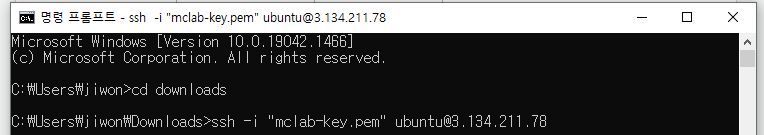 명령 프롬프트 - ssh -i "mclab-key.pem" ubuntu@3.134.211.78
Microsoft Windows [Version 10.0.19042.1466]
(c) Microsoft Corporation. All rights reserved.
C:₩Users₩jiwon>cd downloads
C:₩Users₩jiwon₩Downloads>ssh -i "mclab-key.pem" ubuntu@3.134.211.78